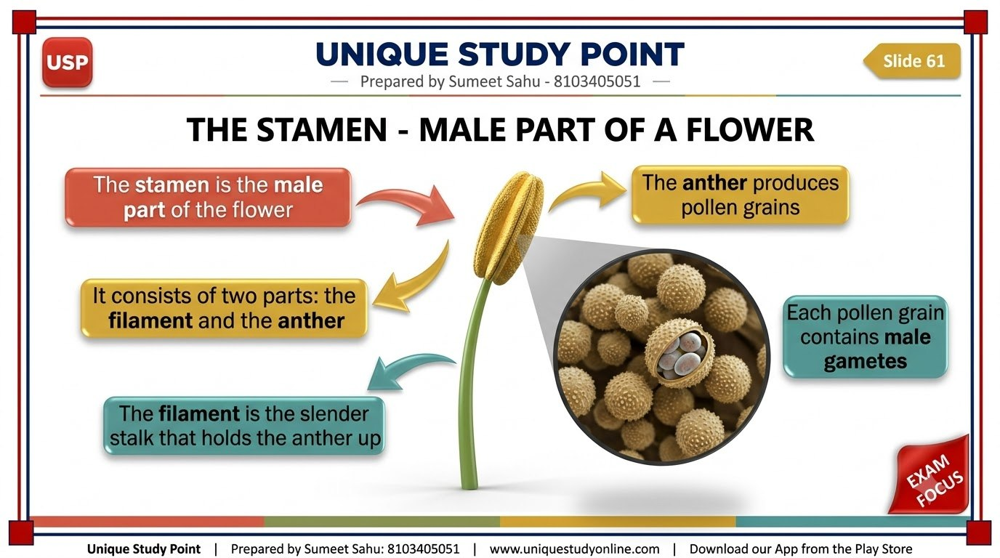 USP
UNIQUE STUDY POINT
Prepared by Sumeet Sahu - 8103405051
Slide 61
THE STAMEN - MALE PART OF A FLOWER
The stamen is the male
part of the flower
The anther produces
pollen grains
It consists of two parts: the
filament and the anther
Each pollen grain
contains male
gametes
The filament is the slender
stalk that holds the anther up
EXAM
FOCUS
Unique Study Point | Prepared by Sumeet Sahu: 8103405051 | www.uniquestudyonline.com | Download our App from the Play Store